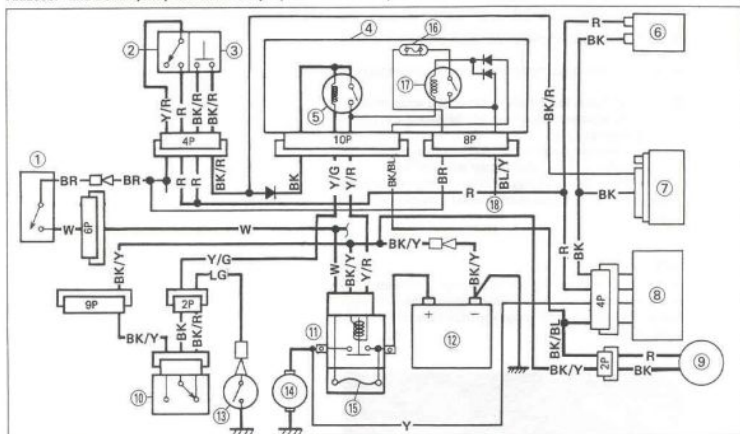 ② ③ ④ ⑯ R ⑥
BK
⑰
⑤
Y/R R BK/R BK/R BK/R
4P 10P 8P
① BK/R BK Y/G Y/R BK/BL BR BL/Y BK ⑦
BR BR R R R
W 6P W ⑱
BK/Y Y/G W BK/Y Y/R BK/Y BK/Y R BK
LG
9P 2P 4P ⑧
BK/Y BK BK/R ⑪ + − ⑫ BK/BL
R
⑩ ⑬ ⑭ ⑮ BK/Y 2P BK ⑨
Y